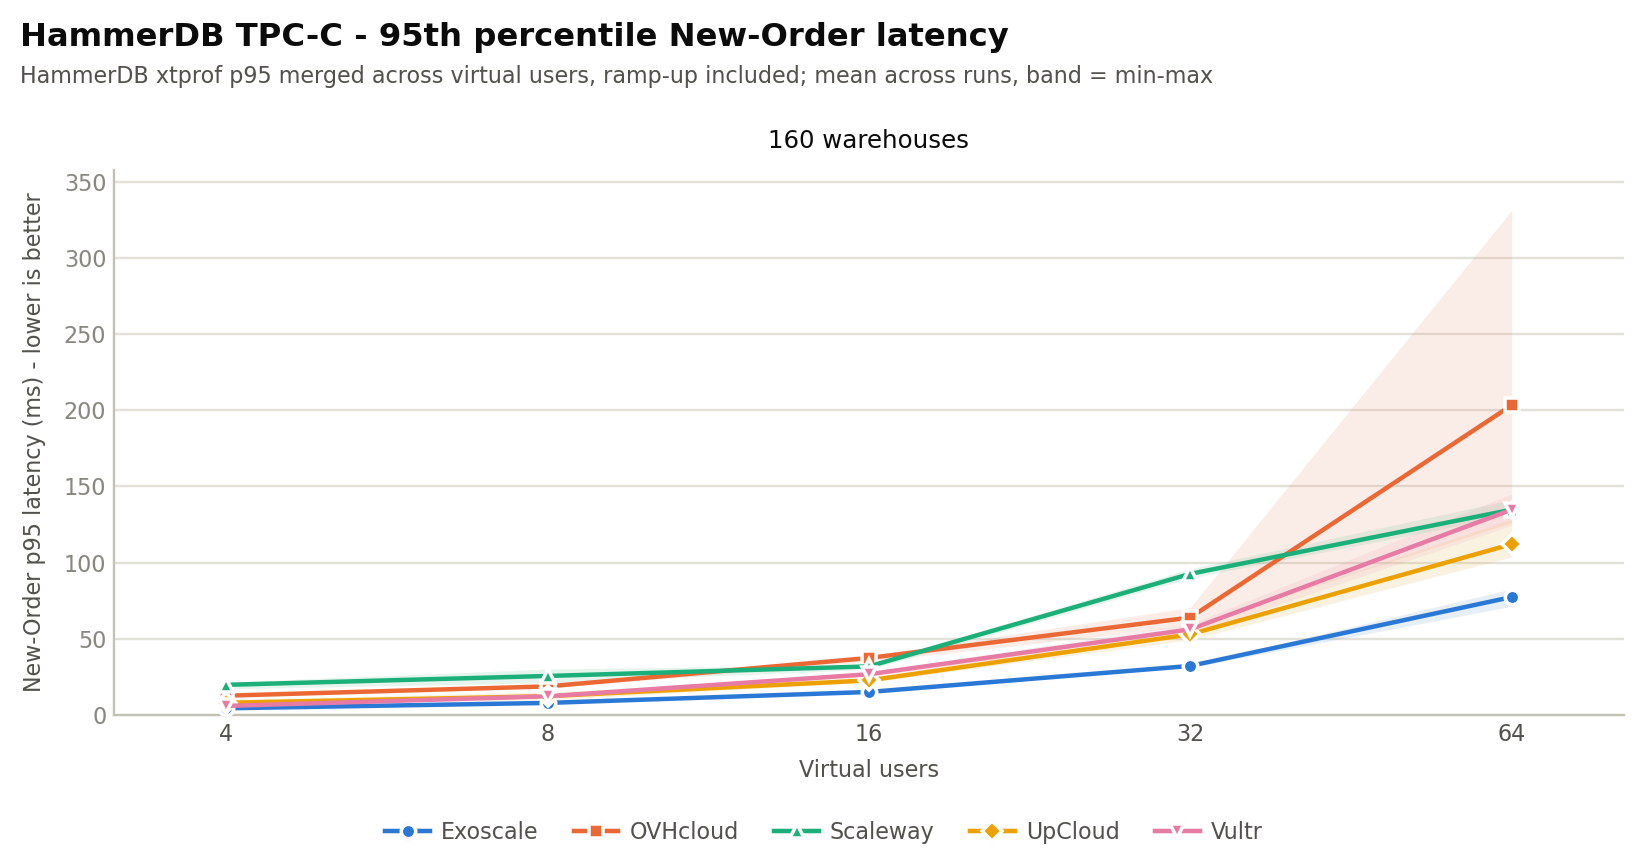 HammerDB TPC-C - 95th percentile New-Order latency
HammerDB xtprof p95 merged across virtual users, ramp-up included; mean across runs, band = min-max
160 warehouses
New-Order p95 latency (ms) - lower is better
350
300
250
200
150
100
50
0
4 8 16 32 64
Virtual users
Exoscale OVHcloud Scaleway UpCloud Vultr